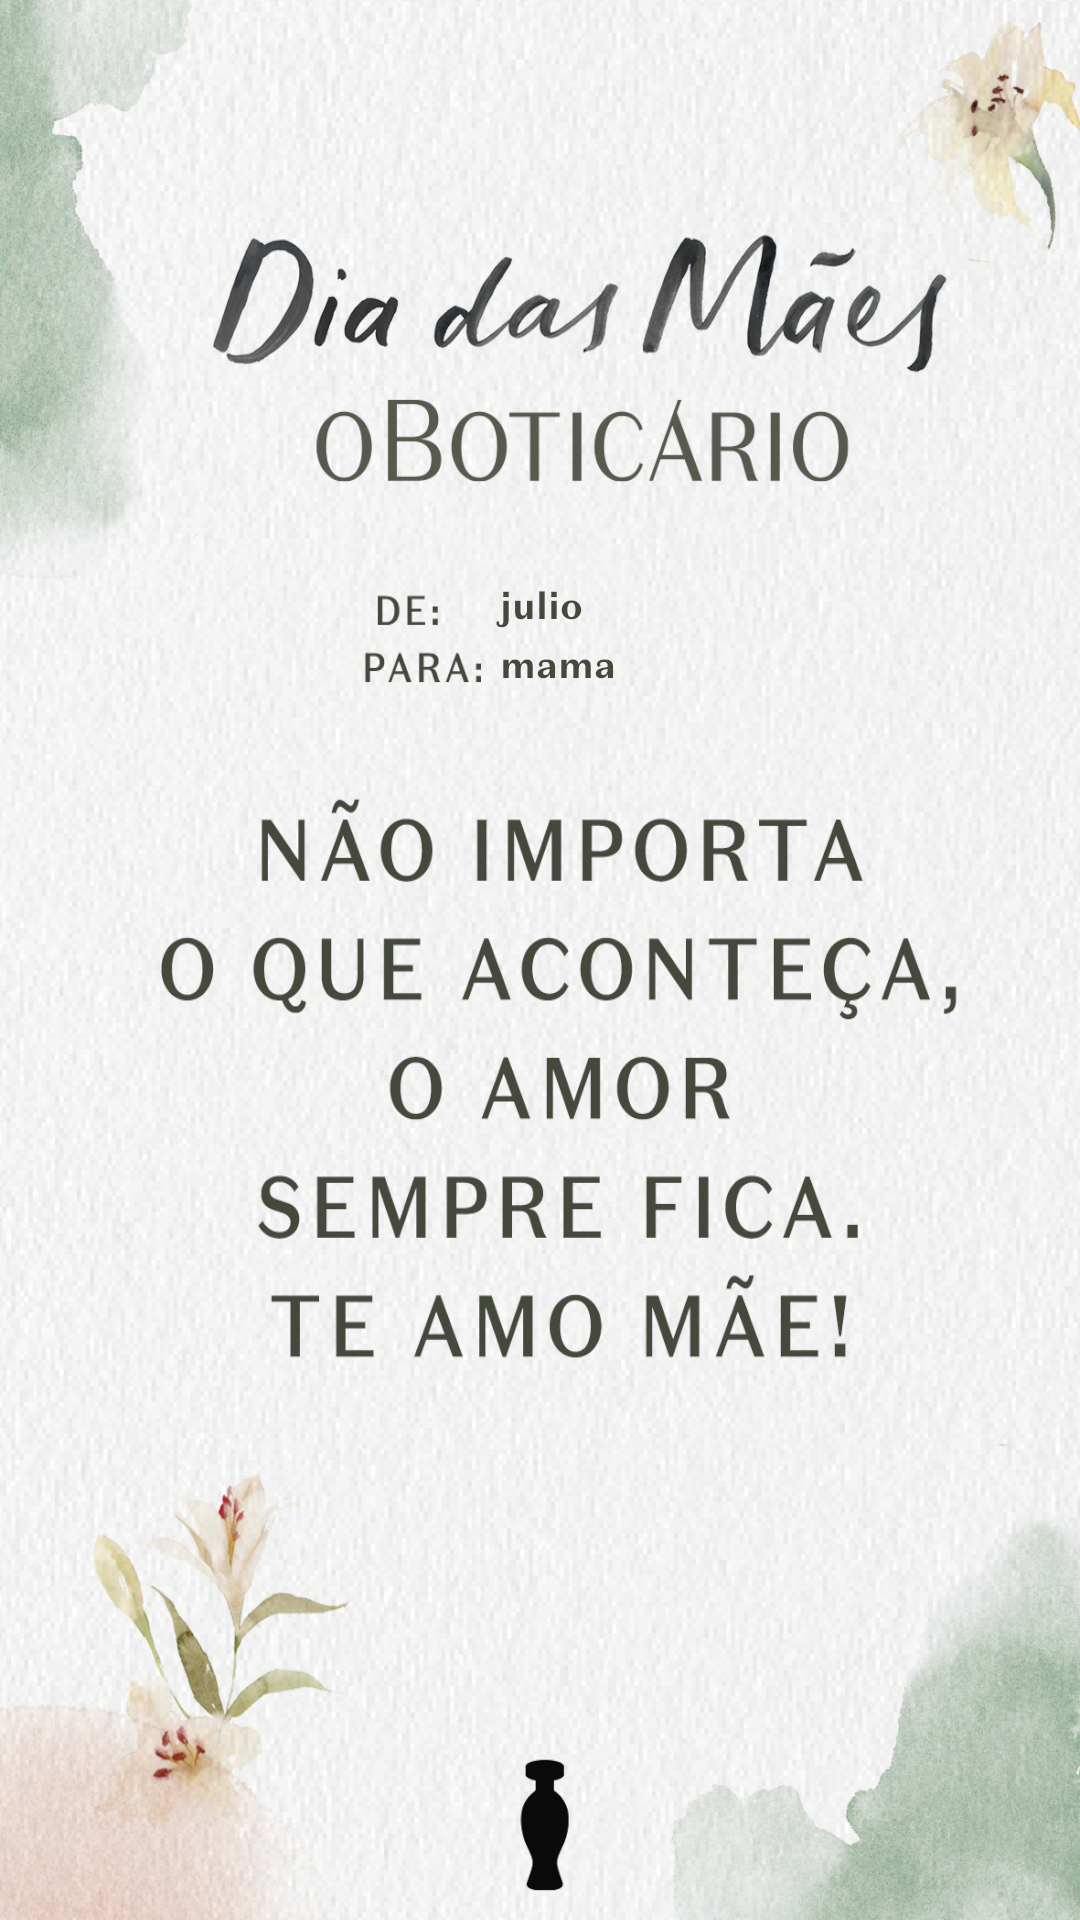 Dia das Mães
OBOTICÁRIO
DE: julio
PARA: mama
NÃO IMPORTA
O QUE ACONTEÇA,
O AMOR
SEMPRE FICA.
TE AMO MÃE!